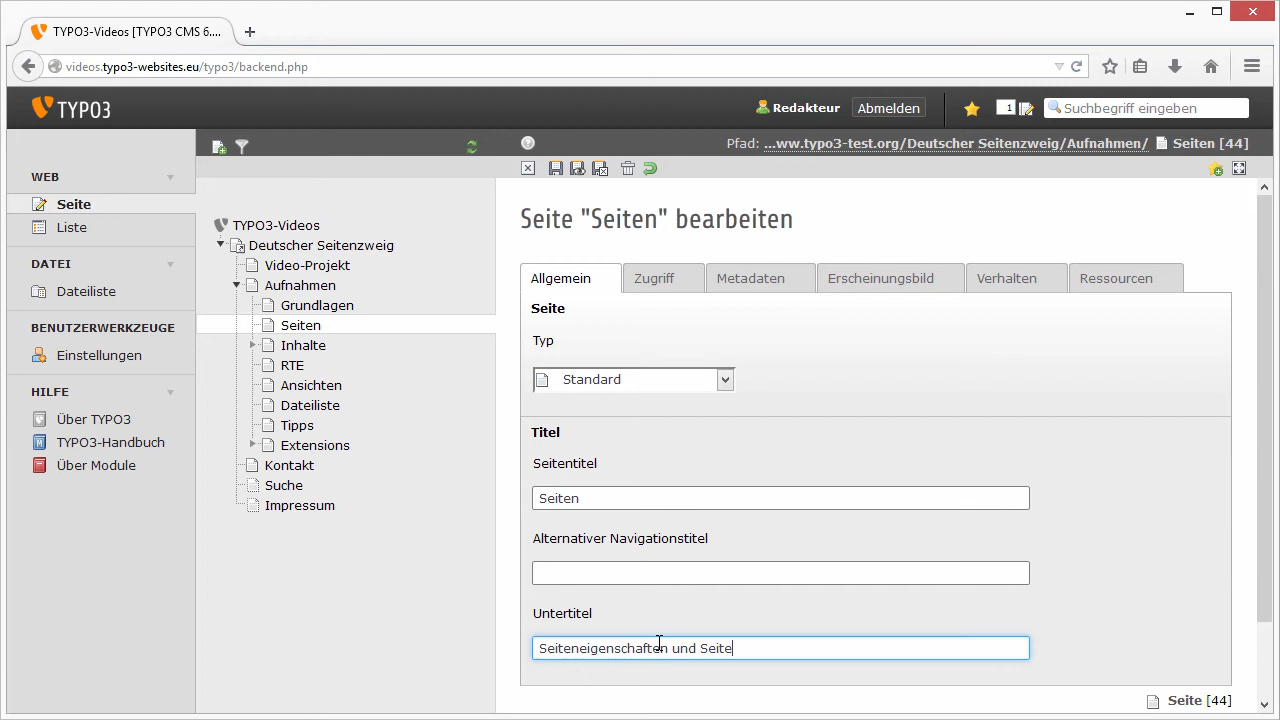 TYPO3-Videos [TYPO3 CMS 6....
videos.typo3-websites.eu/typo3/backend.php
TYPO3
Redakteur
Abmelden
1
Suchbegriff eingeben
Pfad: ...ww.typo3-test.org/Deutscher Seitenzweig/Aufnahmen/ Seiten [44]
WEB
Seite
Liste
DATEI
Dateiliste
BENUTZERWERKZEUGE
Einstellungen
HILFE
Über TYPO3
TYPO3-Handbuch
Über Module
TYPO3-Videos
Deutscher Seitenzweig
Video-Projekt
Aufnahmen
Grundlagen
Seiten
Inhalte
RTE
Ansichten
Dateiliste
Tipps
Extensions
Kontakt
Suche
Impressum
Seite "Seiten" bearbeiten
Allgemein
Zugriff
Metadaten
Erscheinungsbild
Verhalten
Ressourcen
Seite
Typ
Standard
Titel
Seitentitel
Seiten
Alternativer Navigationstitel
Untertitel
Seiteneigenschaften und Seite
Seite [44]